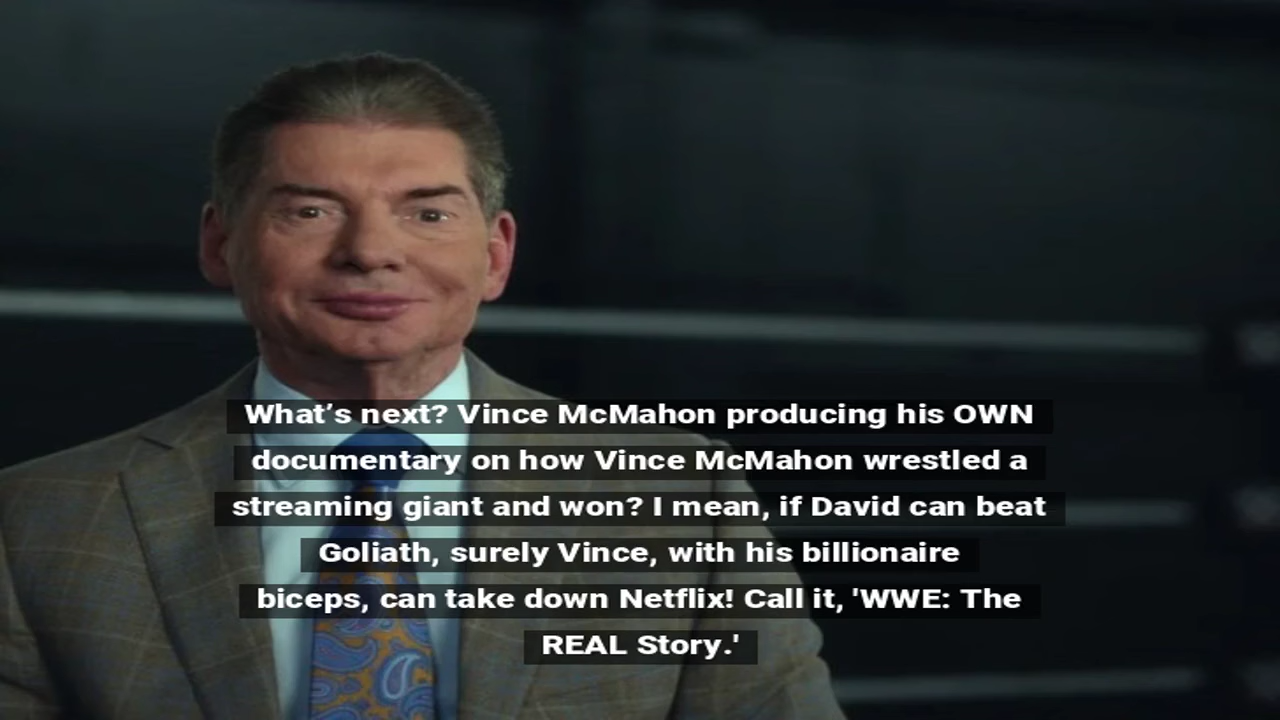 What’s next? Vince McMahon producing his OWN
documentary on how Vince McMahon wrestled a
streaming giant and won? I mean, if David can beat
Goliath, surely Vince, with his billionaire
biceps, can take down Netflix! Call it, 'WWE: The
REAL Story.'